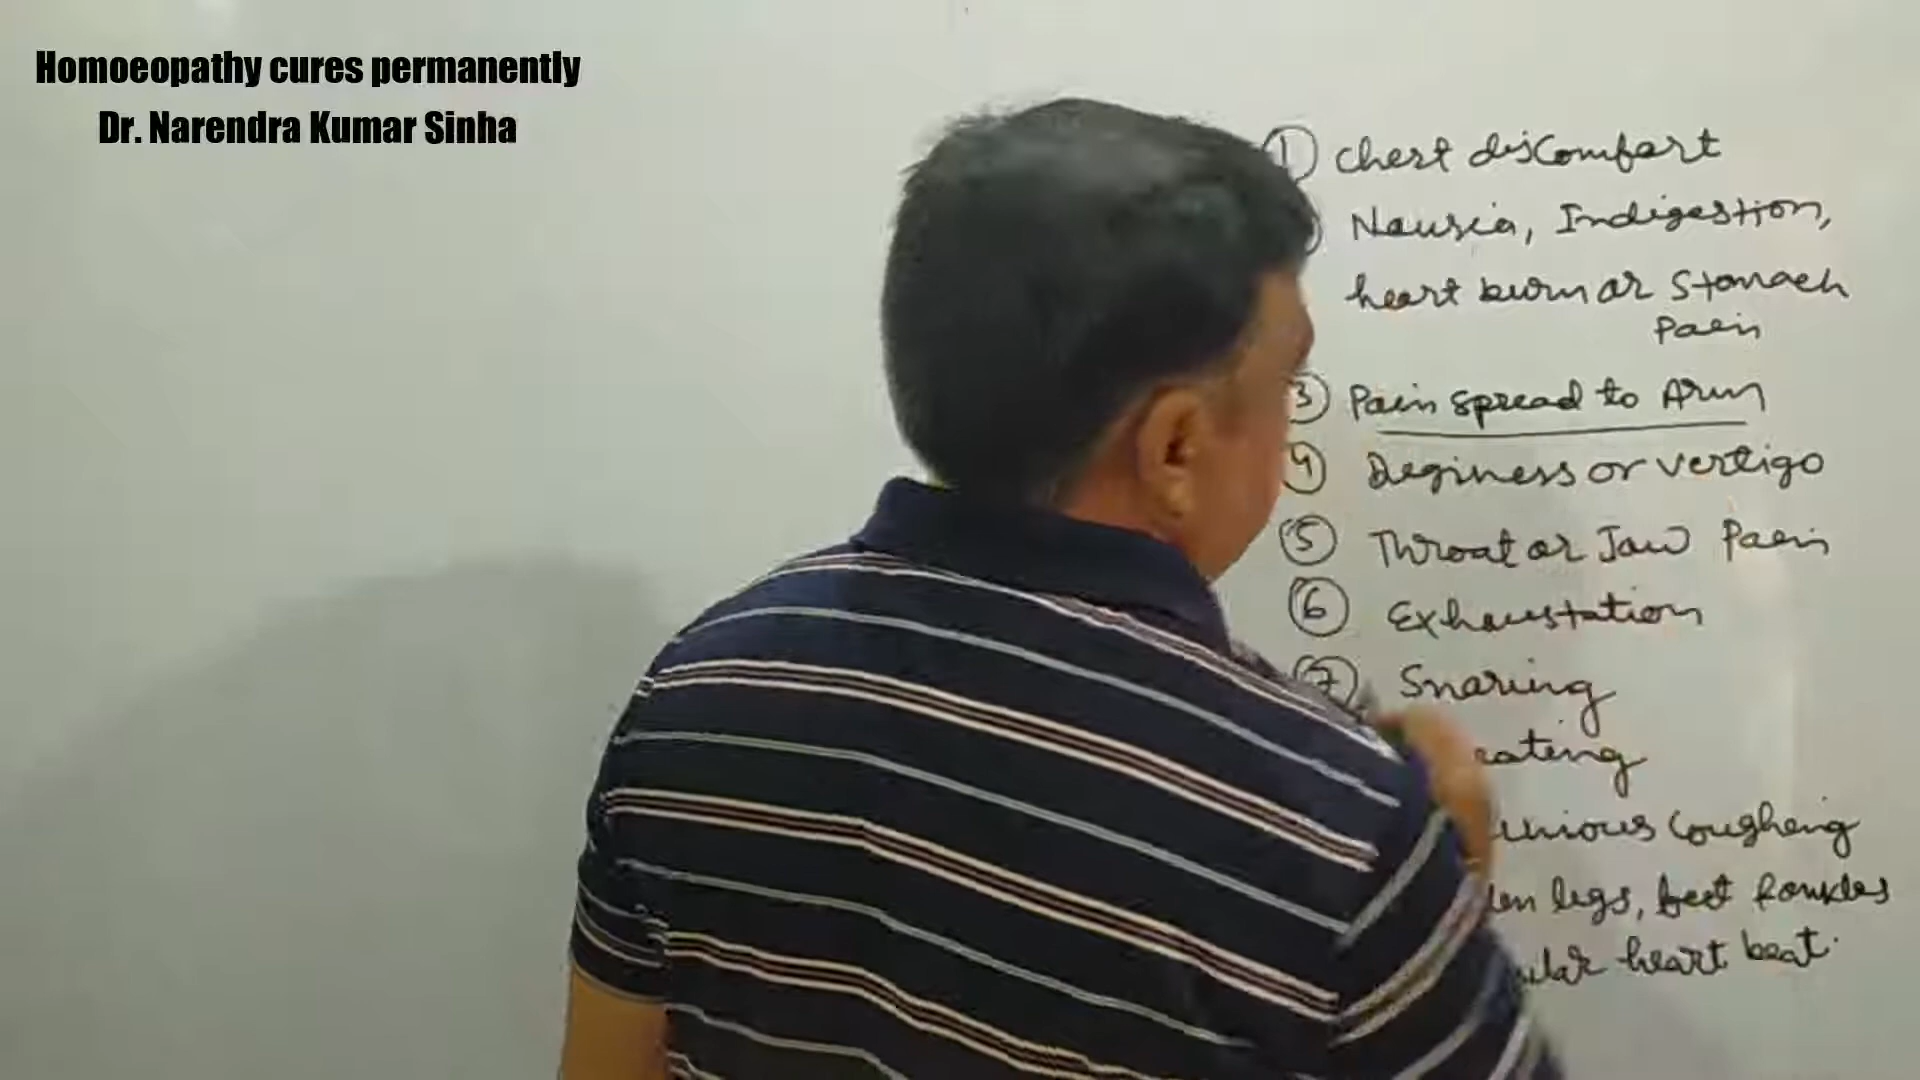 Homoeopathy cures permanently
Dr. Narendra Kumar Sinha
① Chest discomfort
Nausia, Indigestion,
heart burn or Stomach
Pain
③ Pain spread to Arm
④ Deginess or vertigo
⑤ Throat or Jaw Pain
⑥ Exhaustation
⑦ Snaring
eating
Coughing
legs, feet & ankles
heart beat.